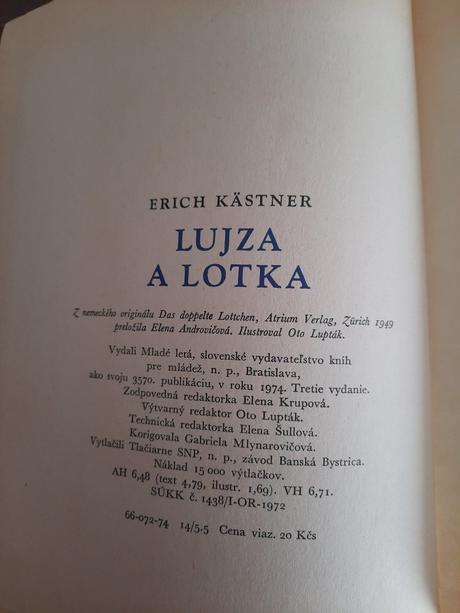 ERICH KÄSTNER
LUJZA
A LOTKA
Z nemeckého originálu Das doppelte Lottchen, Atrium Verlag, Zürich 1949
preložila Elena Androvičová. Ilustroval Oto Lupták.
Vydali Mladé letá, slovenské vydavateľstvo kníh
pre mládež, n. p., Bratislava,
ako svoju 3570. publikáciu, v roku 1974. Tretie vydanie.
Zodpovedná redaktorka Elena Krupová.
Výtvarný redaktor Oto Lupták.
Technická redaktorka Elena Šullová.
Korigovala Gabriela Mlynarovičová.
Vytlačili Tlačiarne SNP, n. p., závod Banská Bystrica.
Náklad 15 000 výtlačkov.
AH 6,48 (text 4,79, ilustr. 1,69). VH 6,71.
SÚKK č. 1438/I-OR-1972
66-072-74 14/5.5 Cena viaz. 20 Kčs